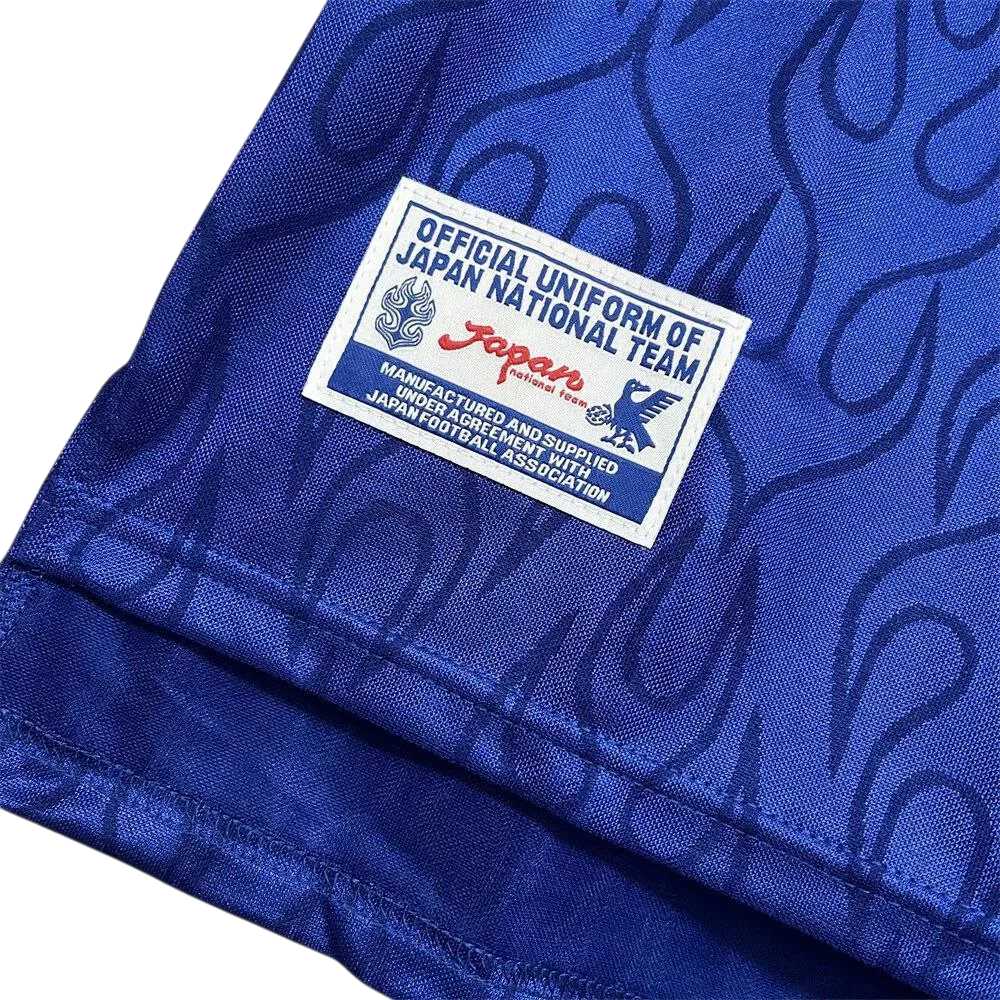 OFFICIAL UNIFORM OF
JAPAN NATIONAL TEAM
Japan
national team
MANUFACTURED AND SUPPLIED
UNDER AGREEMENT WITH
JAPAN FOOTBALL ASSOCIATION